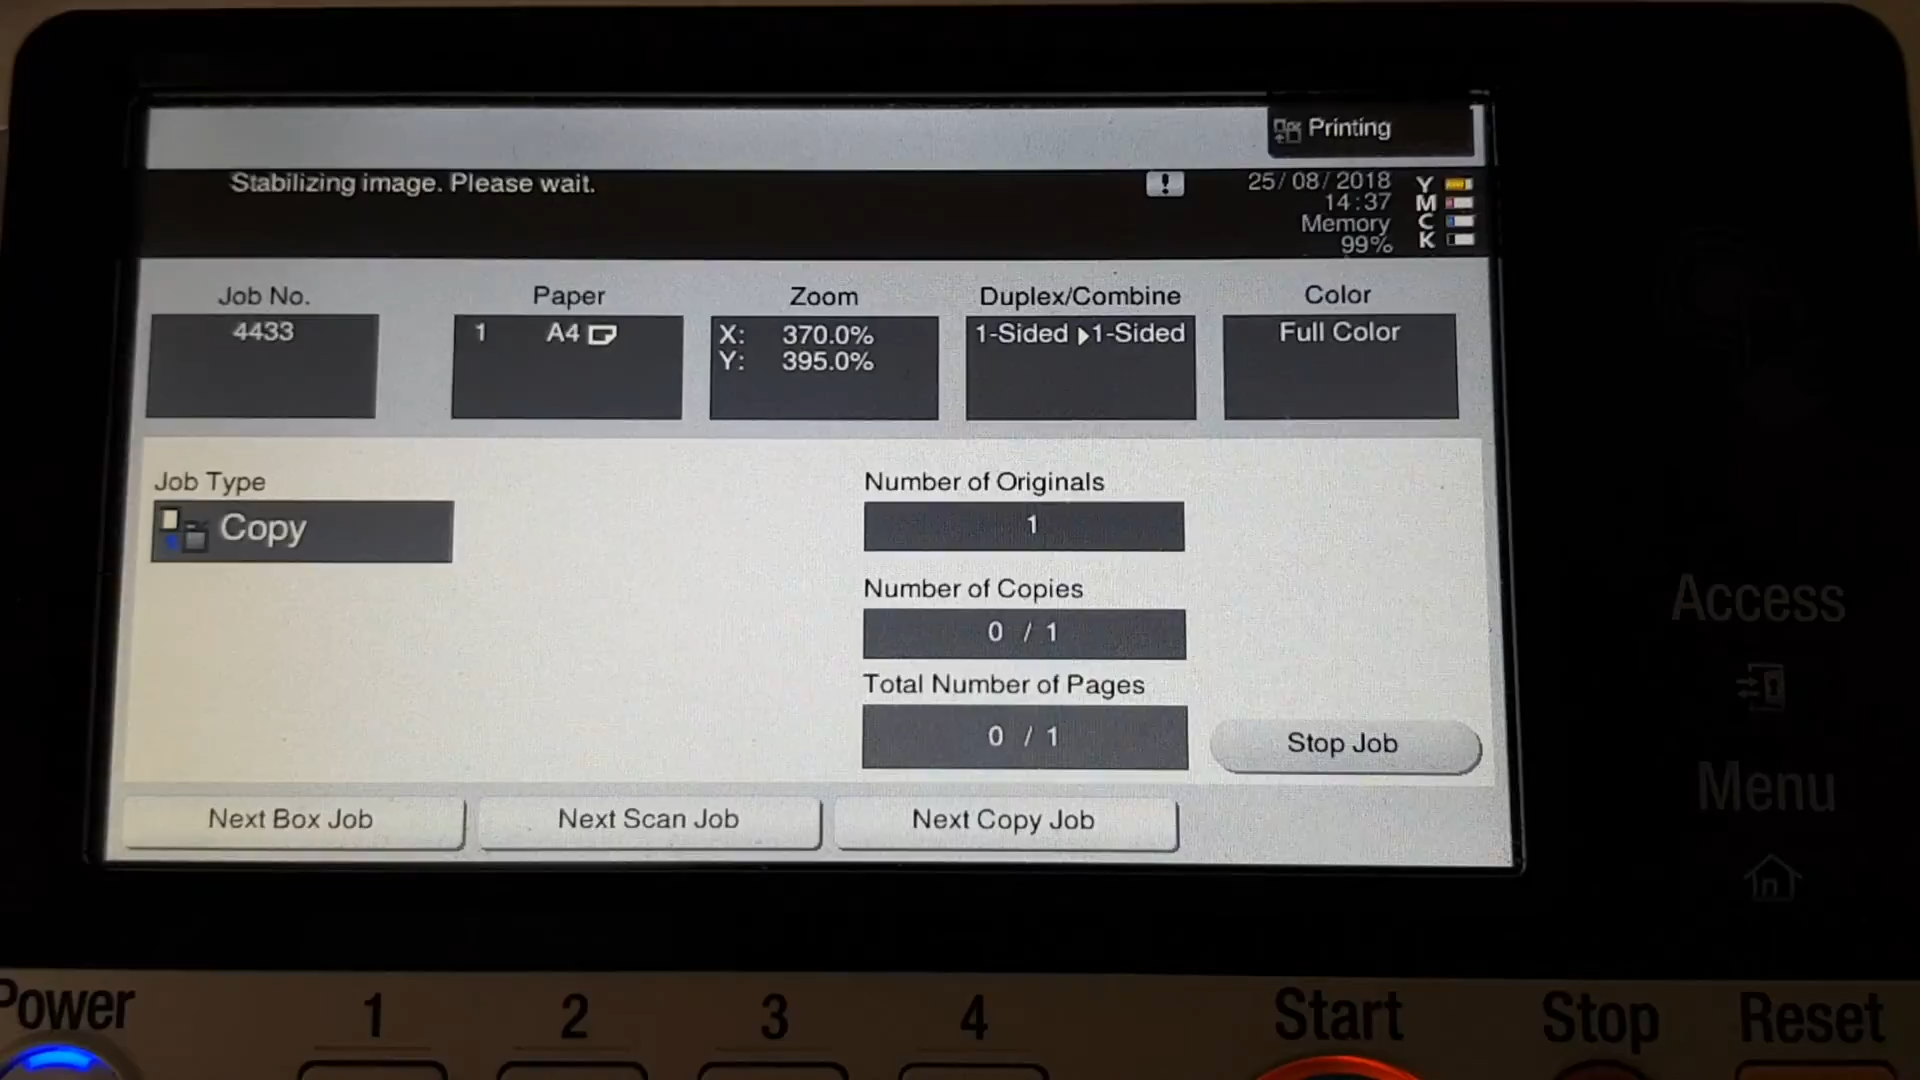 Printing
Stabilizing image. Please wait.
!
25/08/2018
14:37
Memory
99%
Y
M
C
K
Job No.
4433
Paper
1 A4
Zoom
X: 370.0%
Y: 395.0%
Duplex/Combine
1-Sided ▶1-Sided
Color
Full Color
Job Type
Copy
Number of Originals
1
Number of Copies
0 / 1
Total Number of Pages
0 / 1
Stop Job
Next Box Job
Next Scan Job
Next Copy Job
Access
Menu
Power
1
2
3
4
Start
Stop
Reset